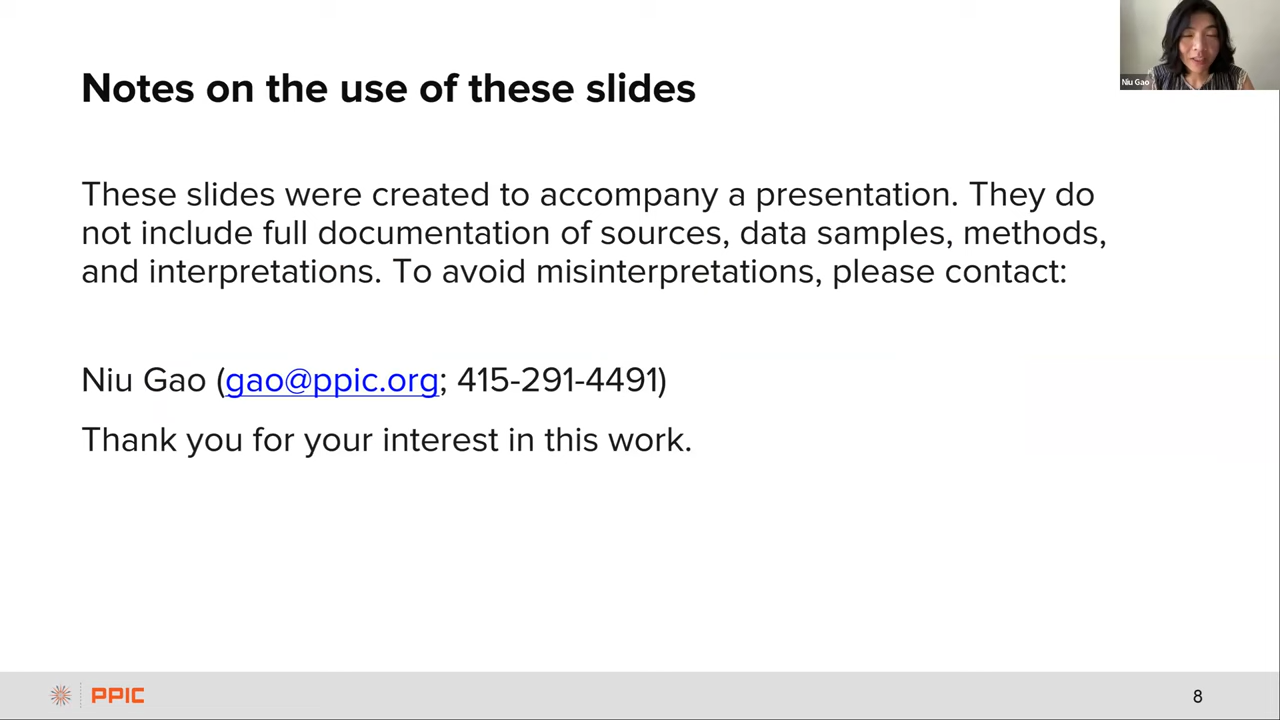 Notes on the use of these slides
Niu Gao
These slides were created to accompany a presentation. They do
not include full documentation of sources, data samples, methods,
and interpretations. To avoid misinterpretations, please contact:
Niu Gao (gao@ppic.org; 415-291-4491)
Thank you for your interest in this work.
PPIC
8